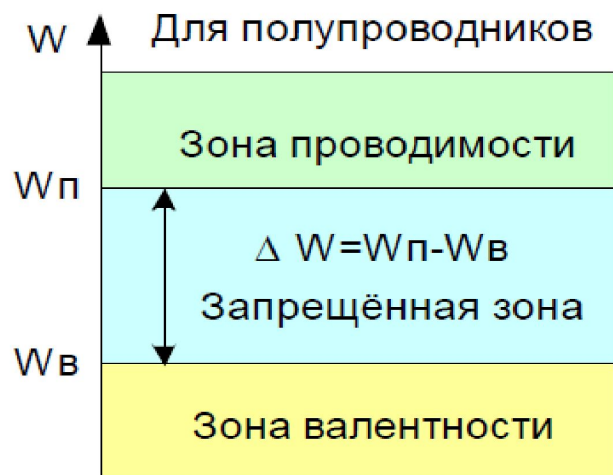 W
Для полупроводников
Зона проводимости
Wп
Δ W=Wп-Wв
Запрещённая зона
Wв
Зона валентности